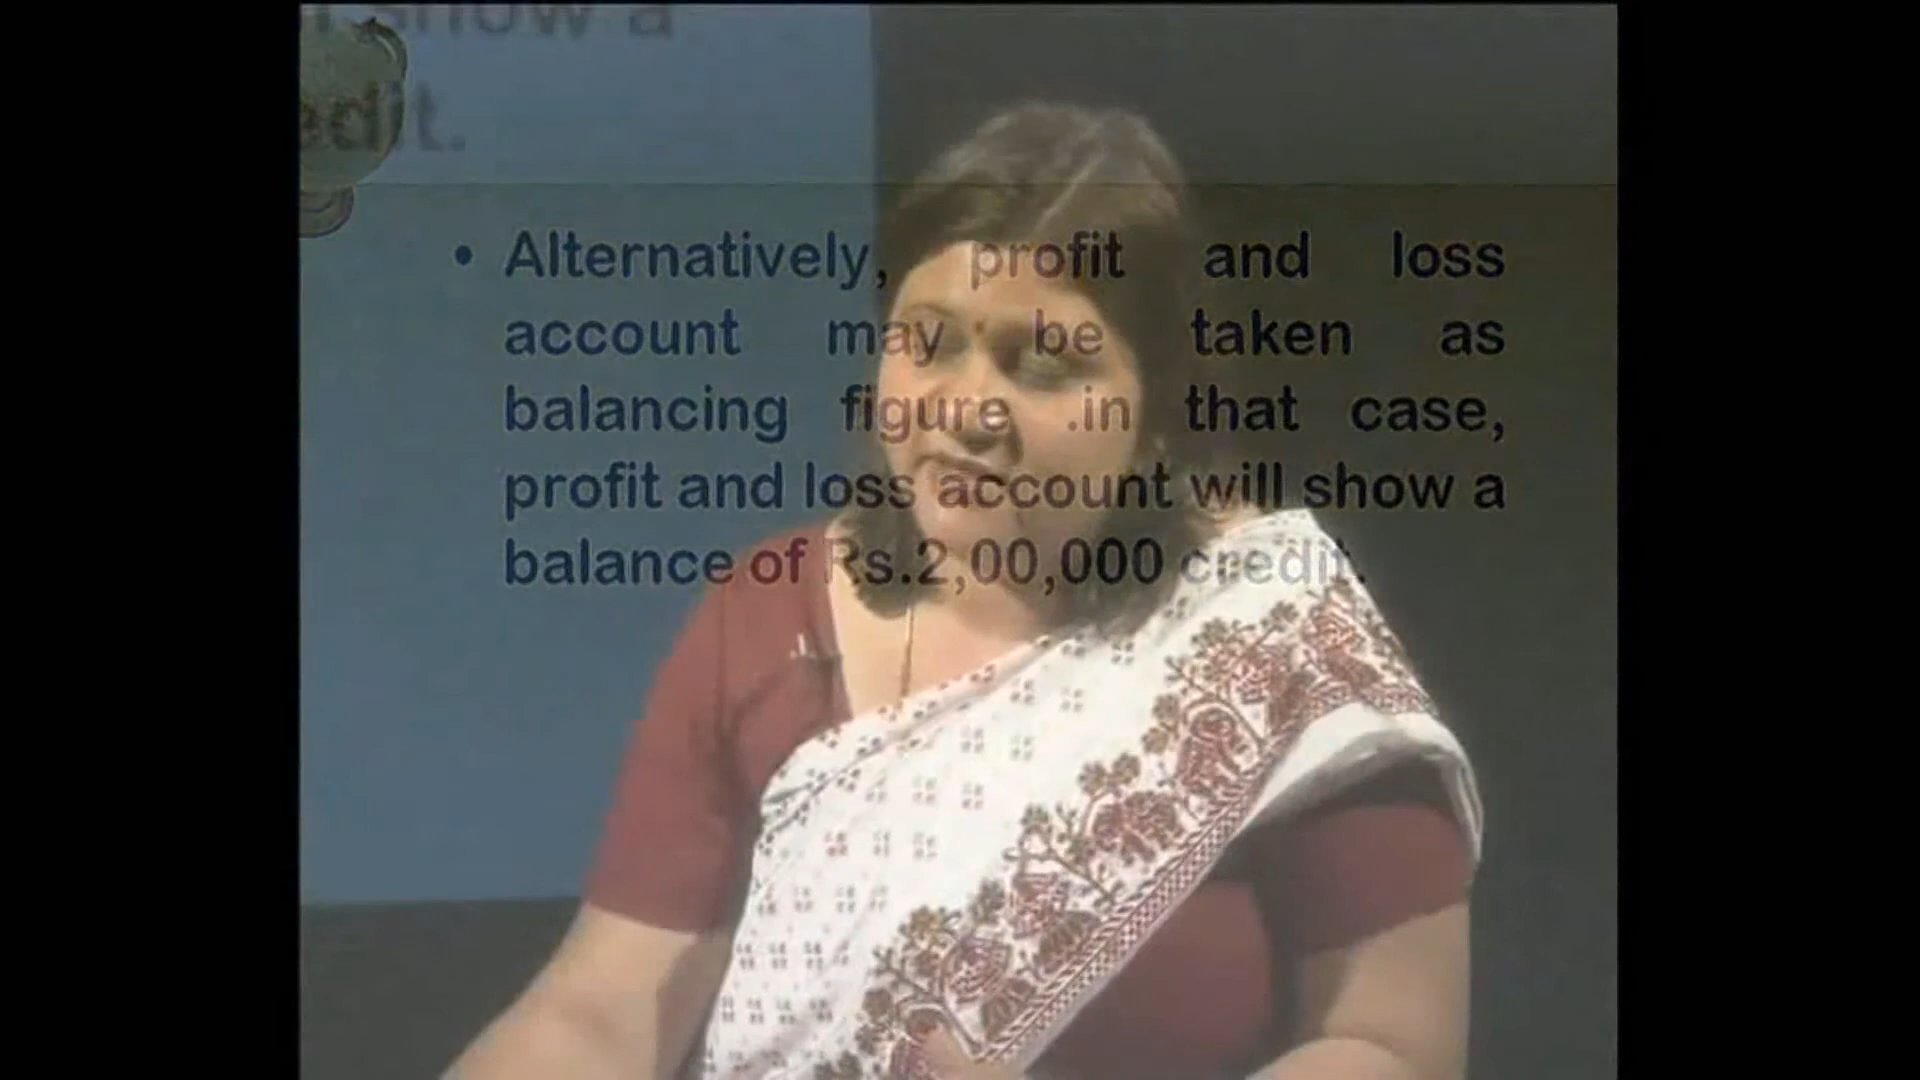 show a
edit.
• Alternatively, profit and loss
account may be taken as
balancing figure .in that case,
profit and loss account will show a
balance of Rs.2,00,000 credit.